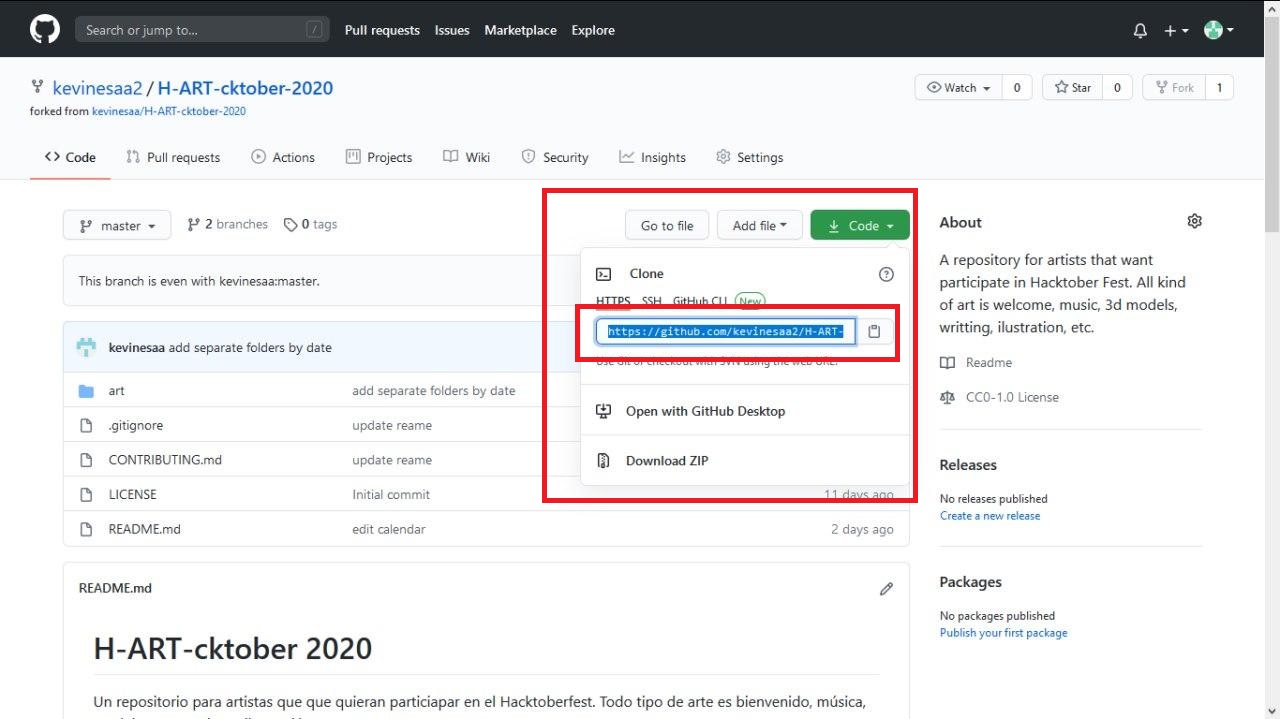 Search or jump to... /
Pull requests Issues Marketplace Explore
kevinesaa2 / H-ART-cktober-2020
forked from kevinesaa/H-ART-cktober-2020
Watch 0 Star 0 Fork 1
Code Pull requests Actions Projects Wiki Security Insights Settings
master 2 branches 0 tags
Go to file Add file Code
This branch is even with kevinesaa:master.
Clone
HTTPS SSH GitHub CLI New
https://github.com/kevinesaa2/H-ART-
Use Git or checkout with SVN using the web URL.
Open with GitHub Desktop
Download ZIP
kevinesaa add separate folders by date
art add separate folders by date
.gitignore update reame
CONTRIBUTING.md update reame
LICENSE Initial commit 11 days ago
README.md edit calendar 2 days ago
README.md
H-ART-cktober 2020
Un repositorio para artistas que que quieran particiapar en el Hacktoberfest. Todo tipo de arte es bienvenido, música,
About
A repository for artists that want
participate in Hacktober Fest. All kind
of art is welcome, music, 3d models,
writting, ilustration, etc.
Readme
CC0-1.0 License
Releases
No releases published
Create a new release
Packages
No packages published
Publish your first package